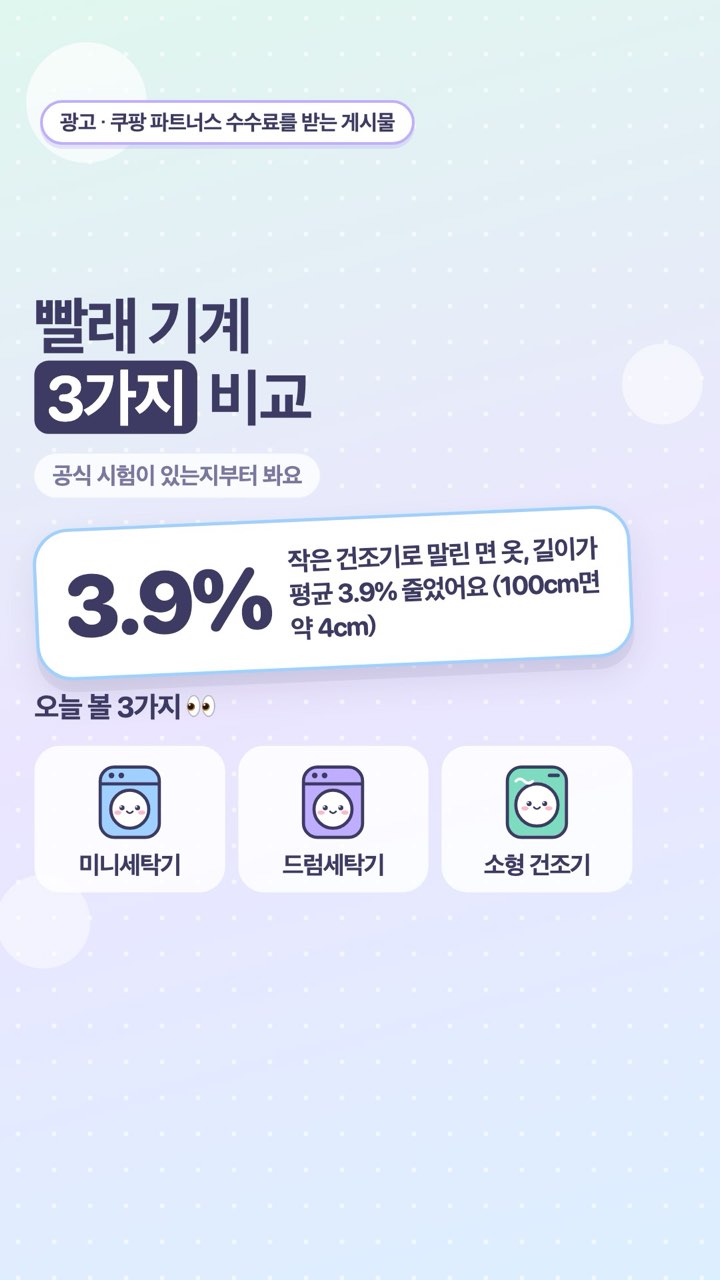 광고 · 쿠팡 파트너스 수수료를 받는 게시물
빨래 기계
3가지 비교
공식 시험이 있는지부터 봐요
3.9%
작은 건조기로 말린 면 옷, 길이가
평균 3.9% 줄었어요 (100cm면
약 4cm)
오늘 볼 3가지 👀
미니세탁기
드럼세탁기
소형 건조기